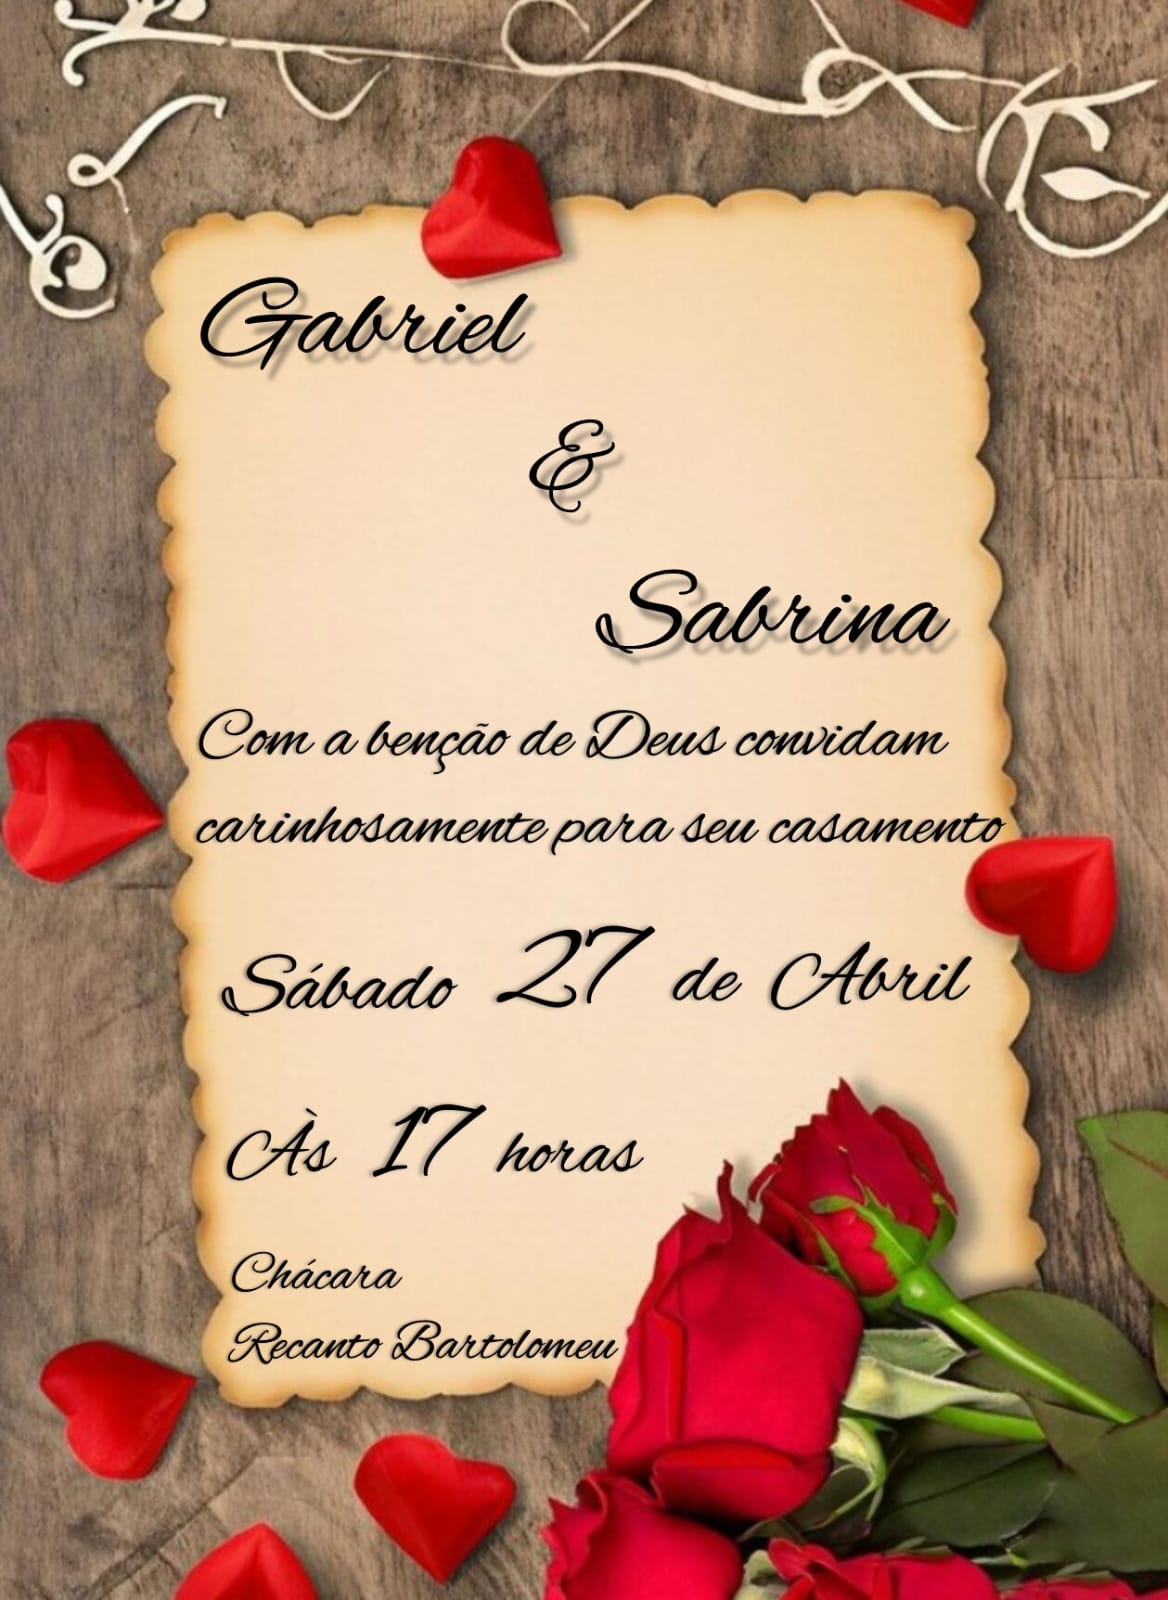 Gabriel
&
Sabrina
Com a benção de Deus convidam
carinhosamente para seu casamento
Sábado 27 de Abril
Às 17 horas
Chácara
Recanto Bartolomeu